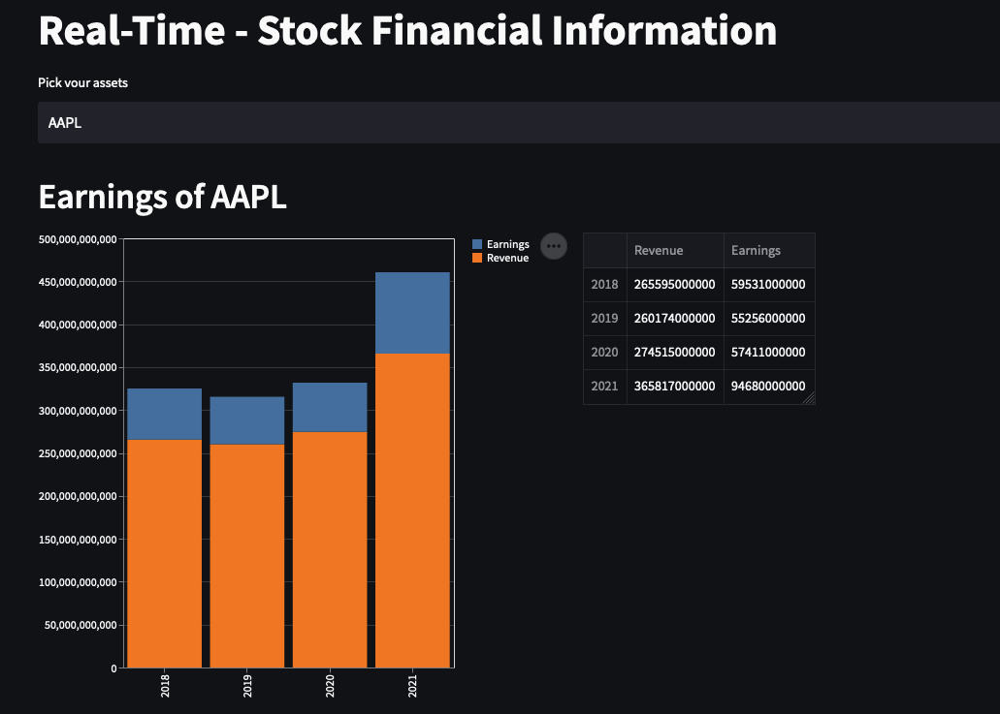 Real-Time - Stock Financial Information
Pick your assets
AAPL
Earnings of AAPL
500,000,000,000
450,000,000,000
400,000,000,000
350,000,000,000
300,000,000,000
250,000,000,000
200,000,000,000
150,000,000,000
100,000,000,000
50,000,000,000
0
2018 2019 2020 2021
Earnings
Revenue
Revenue Earnings
2018 265595000000 59531000000
2019 260174000000 55256000000
2020 274515000000 57411000000
2021 365817000000 94680000000